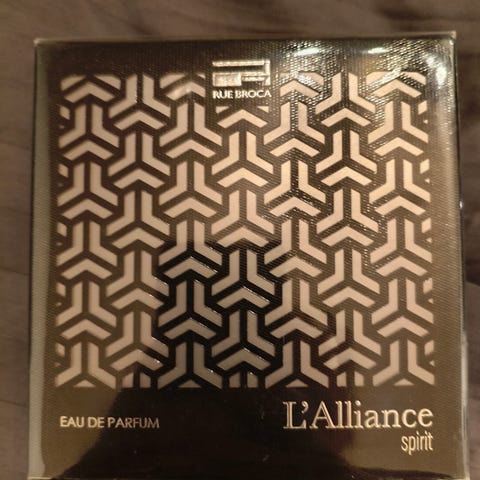 RUE BROCA
EAU DE PARFUM
L'Alliance
spirit